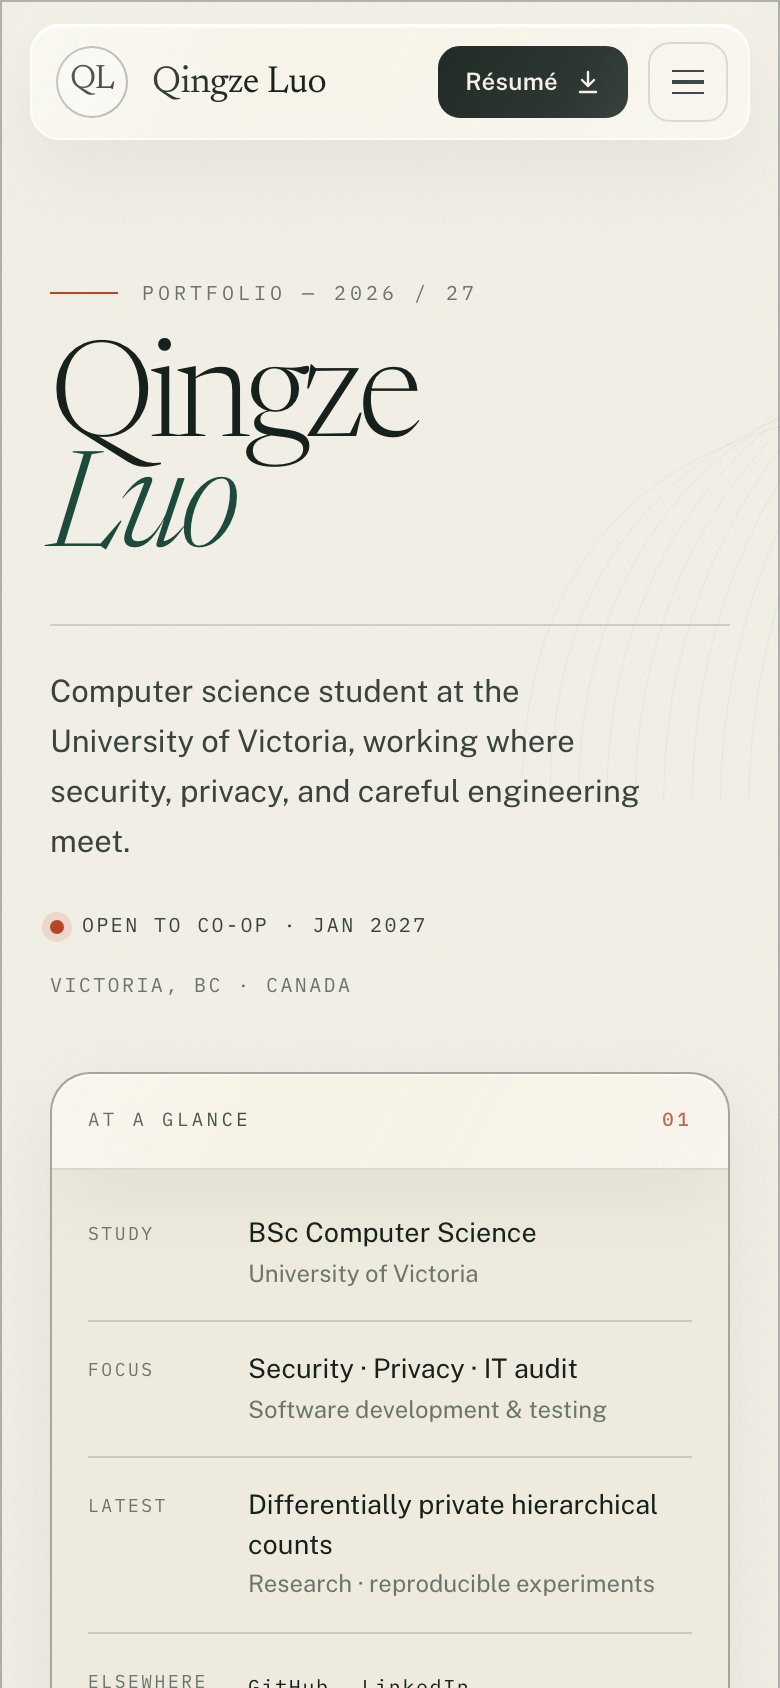 QL Qingze Luo Résumé
PORTFOLIO — 2026 / 27
Qingze
Luo
Computer science student at the
University of Victoria, working where
security, privacy, and careful engineering
meet.
OPEN TO CO-OP · JAN 2027
VICTORIA, BC · CANADA
AT A GLANCE 01
STUDY BSc Computer Science
University of Victoria
FOCUS Security · Privacy · IT audit
Software development & testing
LATEST Differentially private hierarchical
counts
Research · reproducible experiments
ELSEWHERE GitHub LinkedIn